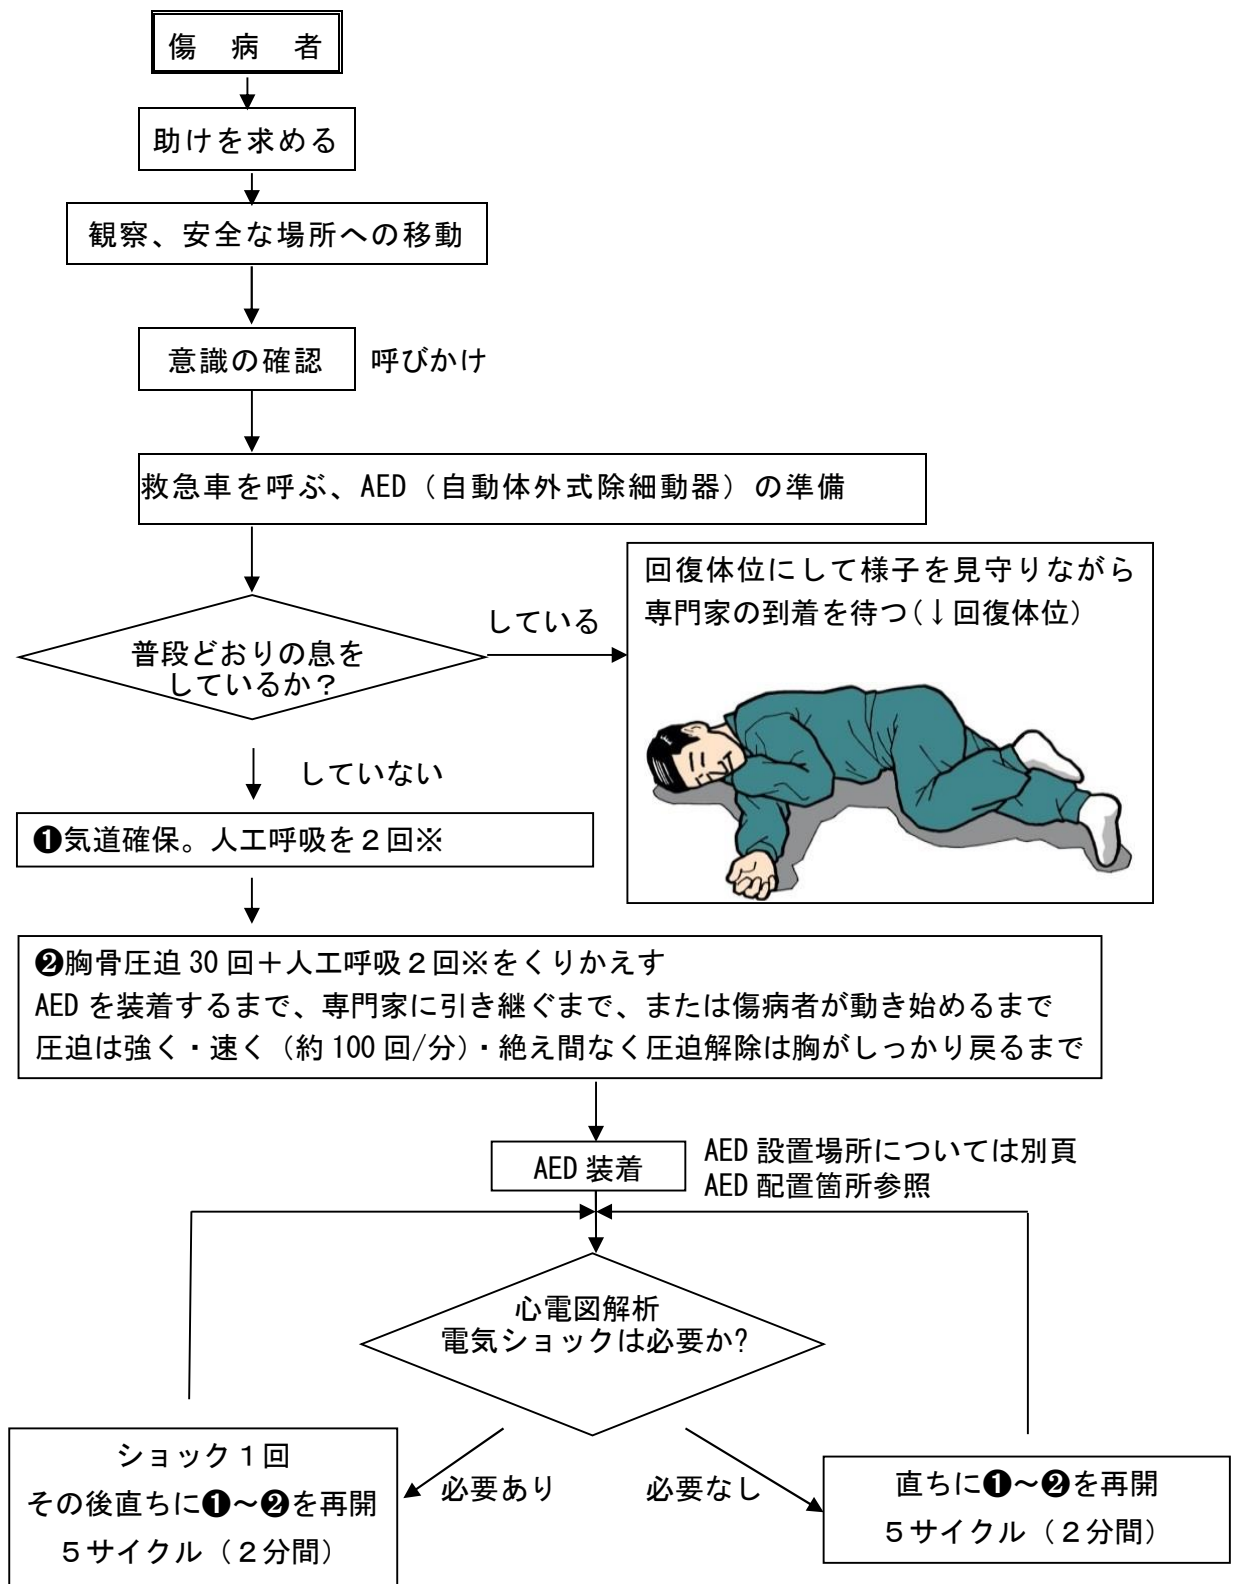 傷　病　者
助けを求める
観察、安全な場所への移動
意識の確認
呼びかけ
救急車を呼ぶ、AED（自動体外式除細動器）の準備
普段どおりの息を
しているか？
している
回復体位にして様子を見守りながら
専門家の到着を待つ(↓回復体位)
していない
❶気道確保。人工呼吸を２回※
❷胸骨圧迫 30 回＋人工呼吸２回※をくりかえす
AED を装着するまで、専門家に引き継ぐまで、または傷病者が動き始めるまで
圧迫は強く・速く（約 100 回/分）・絶え間なく圧迫解除は胸がしっかり戻るまで
AED 装着
AED 設置場所については別頁
AED 配置箇所参照
心電図解析
電気ショックは必要か?
必要あり
必要なし
ショック１回
その後直ちに❶～❷を再開
５サイクル（２分間）
直ちに❶～❷を再開
５サイクル（２分間）